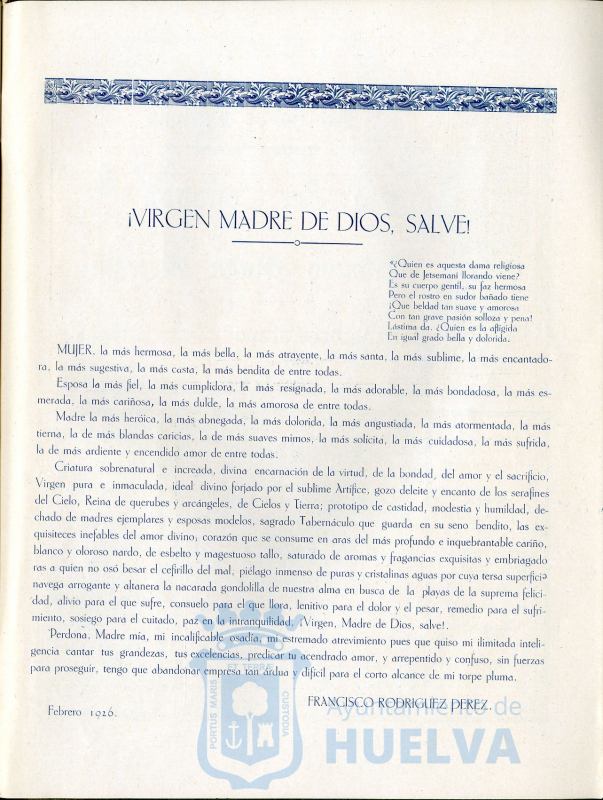 ¡VIRGEN MADRE DE DIOS, SALVE!
«¿Quien es aquesta dama religiosa
Que de Jetsemaní llorando viene?
Es su cuerpo gentil, su faz hermosa
Pero el rostro en sudor bañado tiene
¡Que beldad tan suave y amorosa
Con tan grave pasión solloza y pena!
Lástima da. ¿Quien es la afligida
En igual grado bella y dolorida.
MUJER, la más hermosa, la más bella, la más atrayente, la más santa, la más sublime, la más encantado-
ra, la más sugestiva, la más casta, la más bendita de entre todas.
Esposa la más fiel, la más cumplidora, la más resignada, la más adorable, la más bondadosa, la más es-
merada, la más cariñosa, la más dulde, la más amorosa de entre todas.
Madre la más heróica, la más abnegada, la más dolorida, la más angustiada, la más atormentada, la más
tierna, la de más blandas caricias, la de más suaves mimos, la más solícita, la más cuidadosa, la más sufrida,
la de más ardiente y encendido amor de entre todas.
Criatura sobrenatural e increada, divina encarnación de la virtud, de la bondad, del amor y el sacrificio,
Virgen pura e inmaculada, ideal divino forjado por el sublime Artífice, gozo deleite y encanto de los serafines
del Cielo, Reina de querubes y arcángeles, de Cielos y Tierra; prototipo de castidad, modestia y humildad, de-
chado de madres ejemplares y esposas modelos, sagrado Tabernáculo que guarda en su seno bendito, las ex-
quisiteces inefables del amor divino; corazón que se consume en aras del más profundo e inquebrantable cariño,
blanco y oloroso nardo, de esbelto y magestuoso tallo, saturado de aromas y fragancias exquisitas y embriagado
ras a quien no osó besar el cefirillo del mal, piélago inmenso de puras y cristalinas aguas por cuya tersa superficie
navega arrogante y altanera la nacarada gondolilla de nuestra alma en busca de la playas de la suprema felici-
dad, alivio para el que sufre, consuelo para el que llora, lenitivo para el dolor y el pesar, remedio para el sufri-
miento, sosiego para el cuitado, paz en la intranquilidad, ¡Virgen, Madre de Dios, salve!.
Perdona, Madre mía, mi incalificable osadía; mi estremado atrevimiento pues que quiso mi ilimitada inteli-
gencia cantar tus grandezas, tus excelencias, predicar tu acendrado amor, y arrepentido y confuso, sin fuerzas
para proseguir, tengo que abandonar empresa tan árdua y difícil para el corto alcance de mi torpe pluma.
FRANCISCO RODRIGUEZ PEREZ.
Febrero 1926.
PORTUS MARIS ET TERRÆ CUSTODIA
Ayuntamiento de
HUELVA